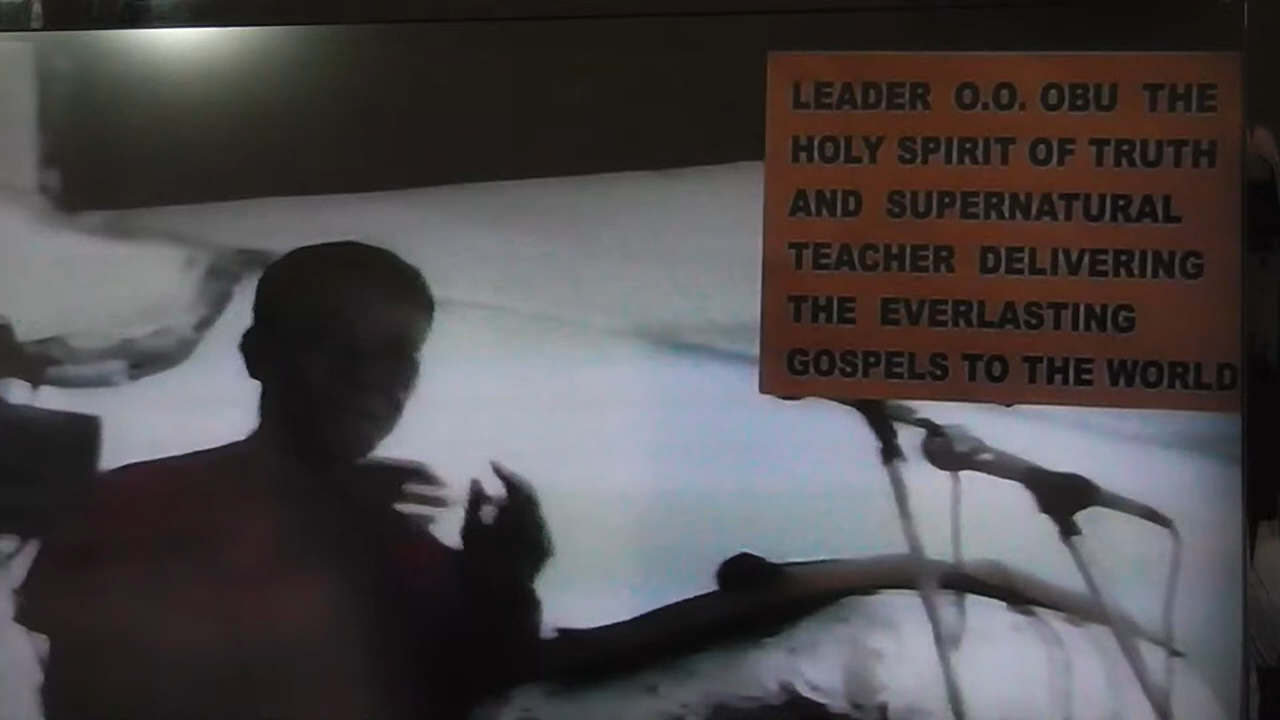 LEADER O.O. OBU THE
HOLY SPIRIT OF TRUTH
AND SUPERNATURAL
TEACHER DELIVERING
THE EVERLASTING
GOSPELS TO THE WORLD